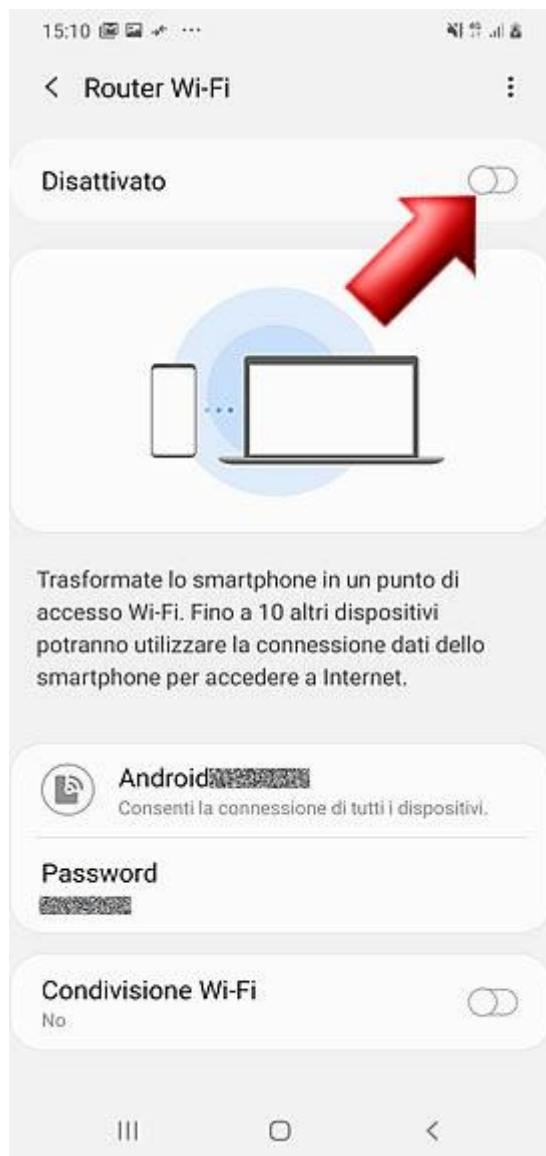 15:10
Router Wi-Fi
Disattivato
Trasformate lo smartphone in un punto di
accesso Wi-Fi. Fino a 10 altri dispositivi
potranno utilizzare la connessione dati dello
smartphone per accedere a Internet.
Android
Consenti la connessione di tutti i dispositivi.
Password
Condivisione Wi-Fi
No